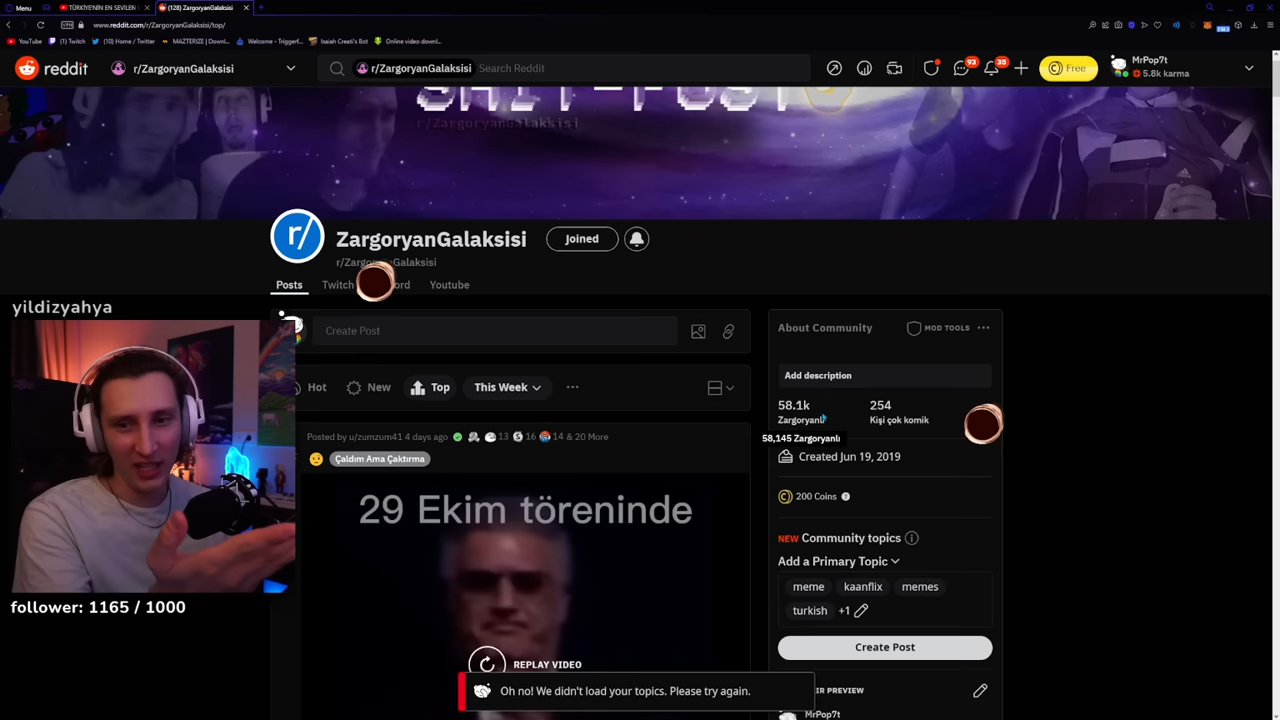 Menu
TÜRKİYE'NİN EN SEVİLEN
(128) ZargoryanGalaksisi
VPN
www.reddit.com/r/ZargoryanGalaksisi/top/
YouTube
(1) Twitch
(10) Home / Twitter
MAZTERIZE | Downl...
Welcome - Triggerf...
Isaiah Creati's Bot
Online video downl...
reddit
r/ZargoryanGalaksisi
r/ZargoryanGalaksisi
Search Reddit
93
35
Free
MrPop7t
5.8k karma
SHIT-POST
r/ZargoryanGalaksisi
r/
ZargoryanGalaksisi
Joined
Posts
Twitch
Youtube
yildizyahya
Create Post
Hot
New
Top
This Week
Posted by u/zumzum41 4 days ago
13
16
14 & 20 More
Çaldım Ama Çaktırma
29 Ekim töreninde
REPLAY VIDEO
follower: 1165 / 1000
About Community
MOD TOOLS
Add description
58.1k
254
Zargoryanlı
Kişi çok komik
58,145 Zargoryanlı
Created Jun 19, 2019
200 Coins
NEW Community topics
Add a Primary Topic
meme
kaanflix
memes
turkish
+1
Create Post
Oh no! We didn't load your topics. Please try again.
IR PREVIEW
MrPop7t